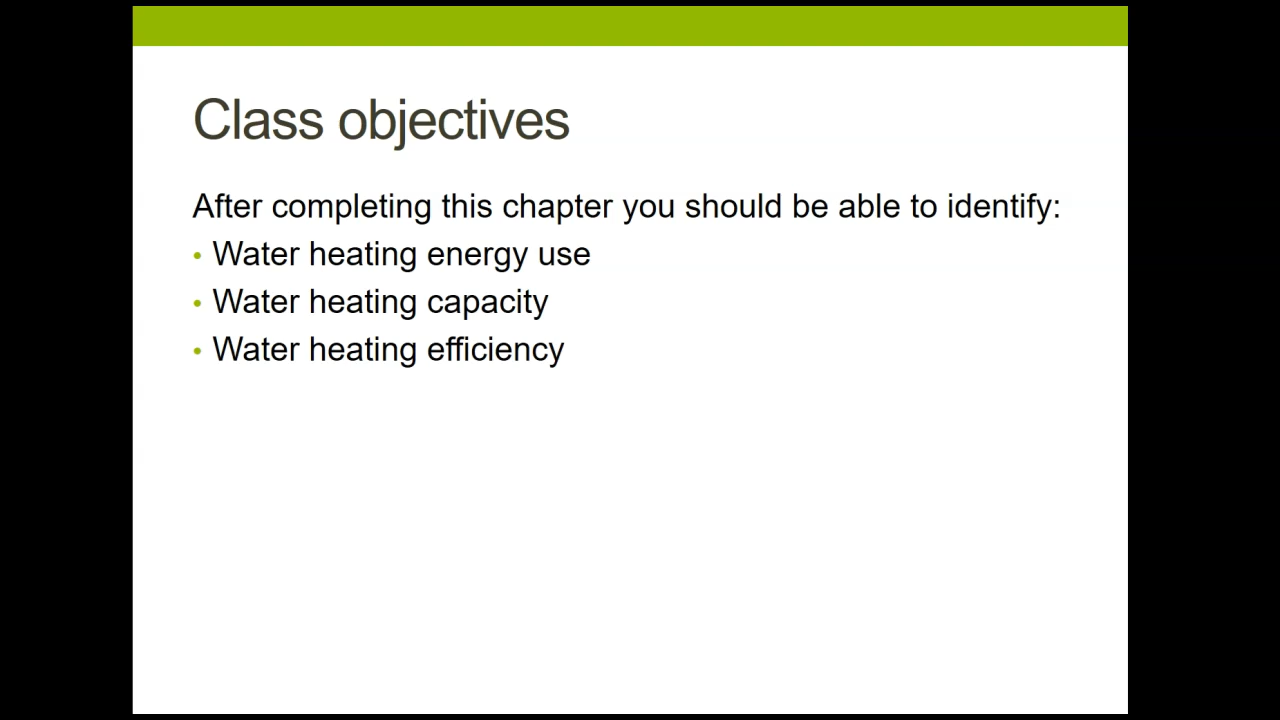 Class objectives
After completing this chapter you should be able to identify:
• Water heating energy use
• Water heating capacity
• Water heating efficiency